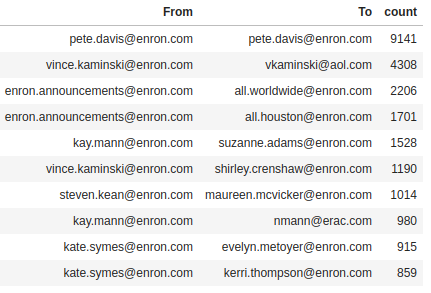 From To count
pete.davis@enron.com pete.davis@enron.com 9141
vince.kaminski@enron.com vkaminski@aol.com 4308
enron.announcements@enron.com all.worldwide@enron.com 2206
enron.announcements@enron.com all.houston@enron.com 1701
kay.mann@enron.com suzanne.adams@enron.com 1528
vince.kaminski@enron.com shirley.crenshaw@enron.com 1190
steven.kean@enron.com maureen.mcvicker@enron.com 1014
kay.mann@enron.com nmann@erac.com 980
kate.symes@enron.com evelyn.metoyer@enron.com 915
kate.symes@enron.com kerri.thompson@enron.com 859